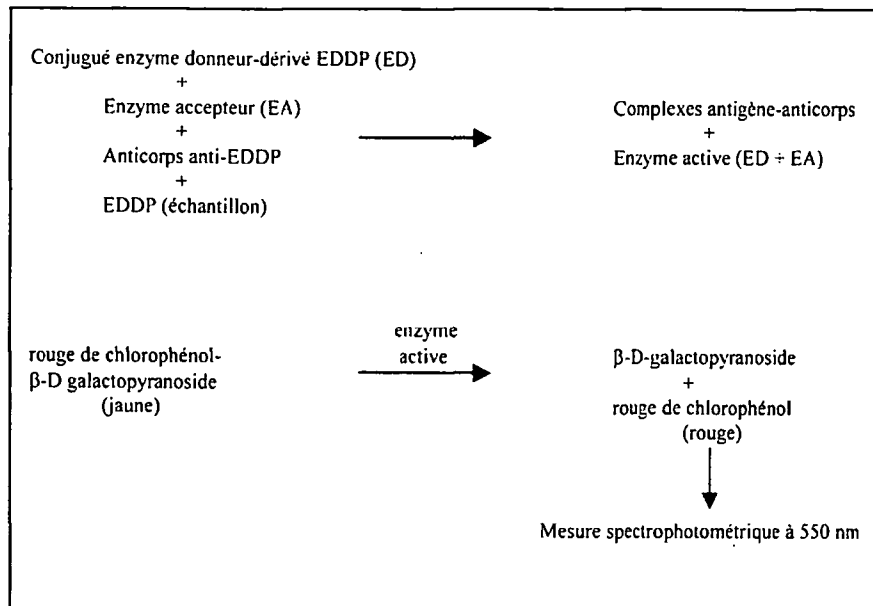 Conjugué enzyme donneur-dérivé EDDP (ED)
+
Enzyme accepteur (EA)
+
Anticorps anti-EDDP
+
EDDP (échantillon)
Complexes antigène-anticorps
+
Enzyme active (ED + EA)
rouge de chlorophénol-
β-D galactopyranoside
(jaune)
enzyme
active
β-D-galactopyranoside
+
rouge de chlorophénol
(rouge)
Mesure spectrophotométrique à 550 nm